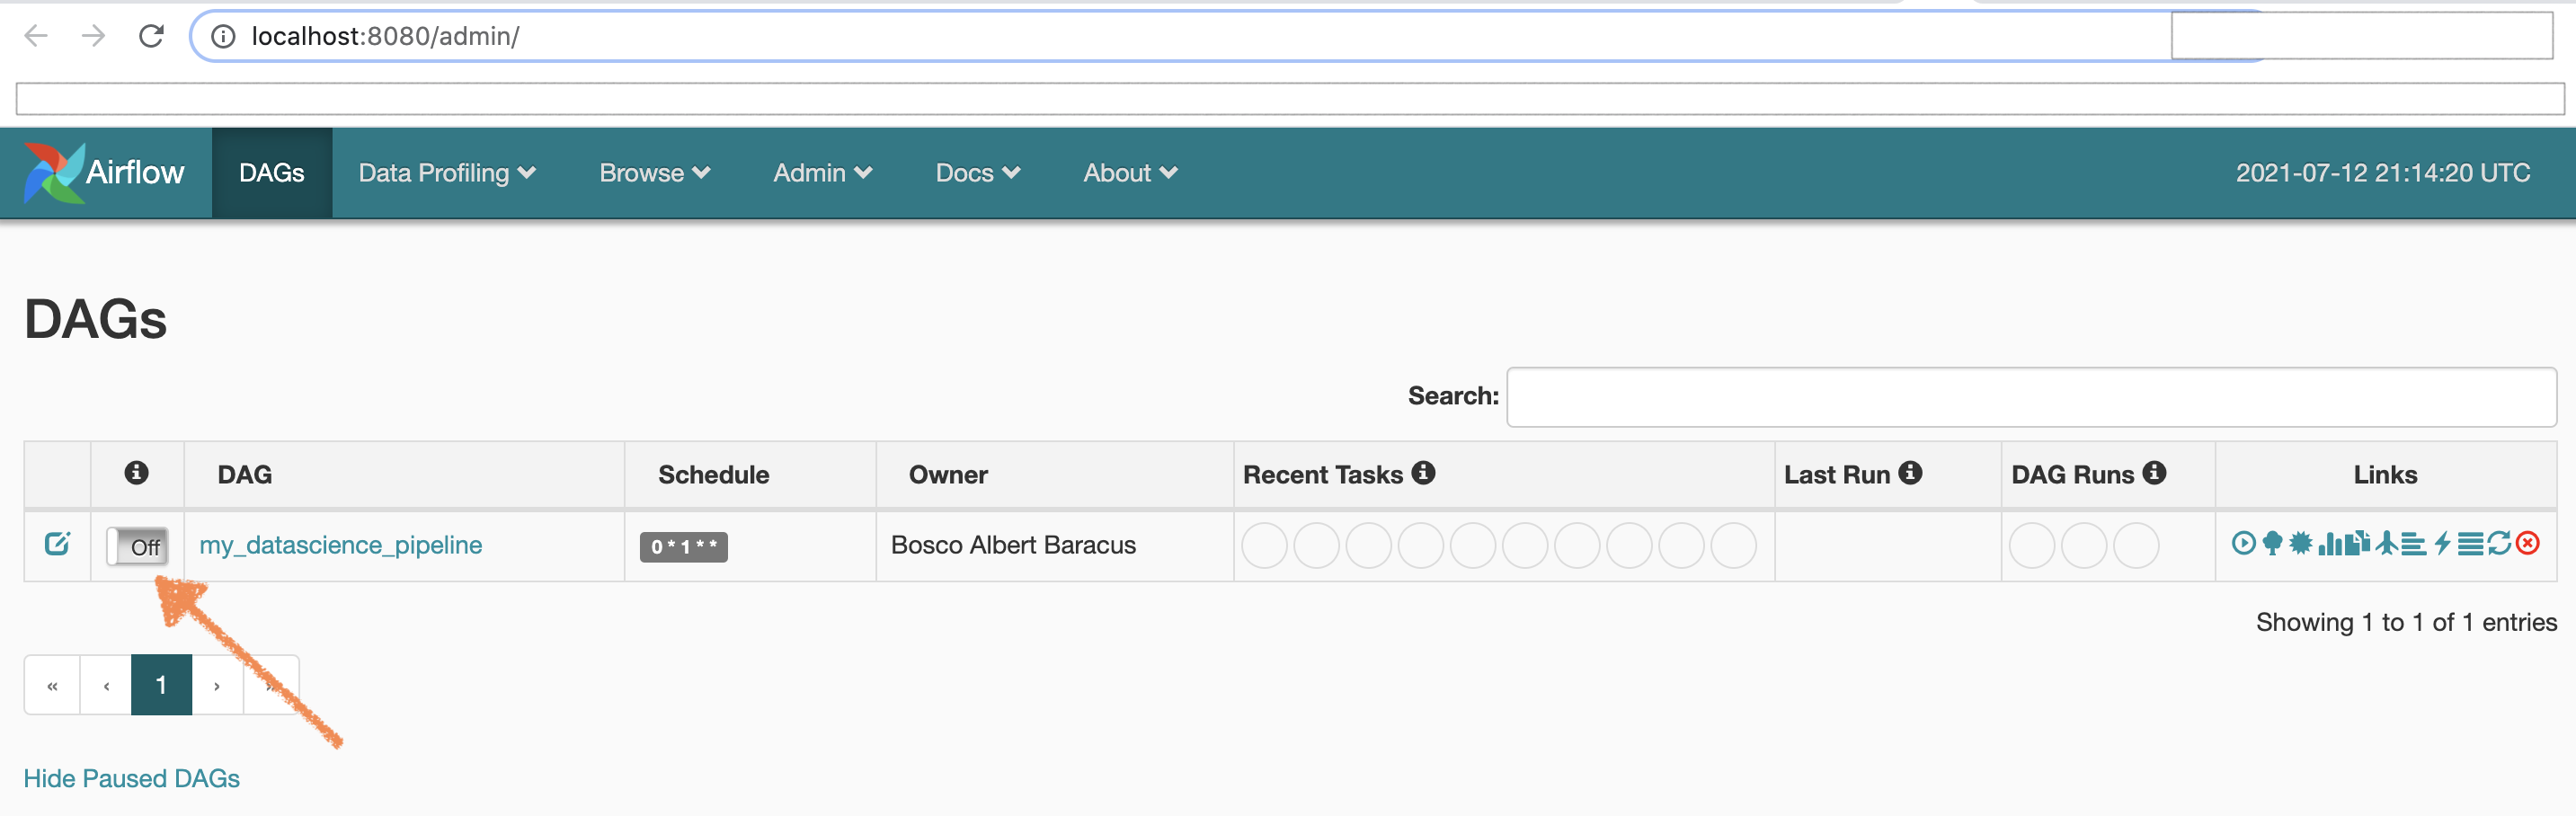 localhost:8080/admin/
Airflow DAGs Data Profiling Browse Admin Docs About 2021-07-12 21:14:20 UTC
DAGs
Search:
DAG Schedule Owner Recent Tasks Last Run DAG Runs Links
Off my_datascience_pipeline 0 * 1 * * Bosco Albert Baracus
Showing 1 to 1 of 1 entries
« ‹ 1 › »
Hide Paused DAGs